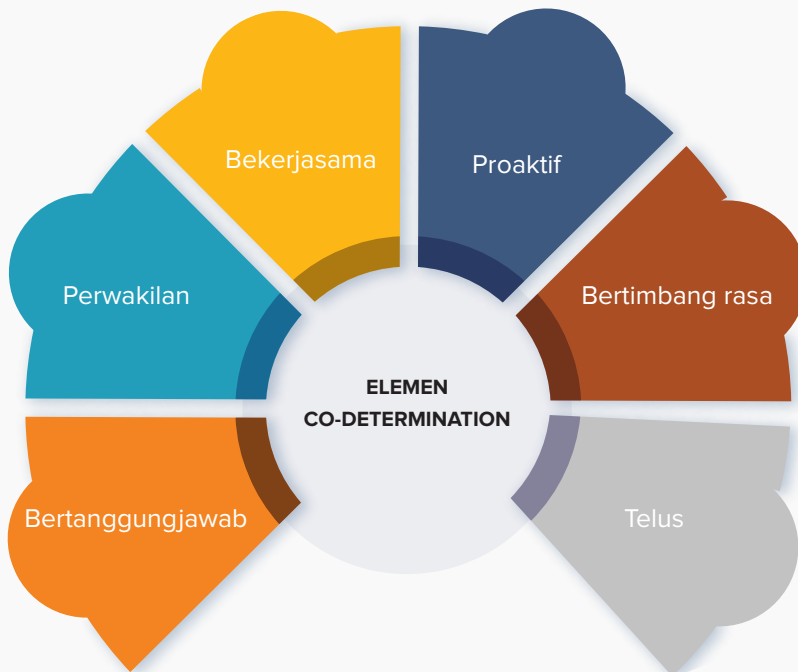 Bekerjasama
Proaktif
Perwakilan
Bertimbang rasa
ELEMEN
CO-DETERMINATION
Bertanggungjawab
Telus